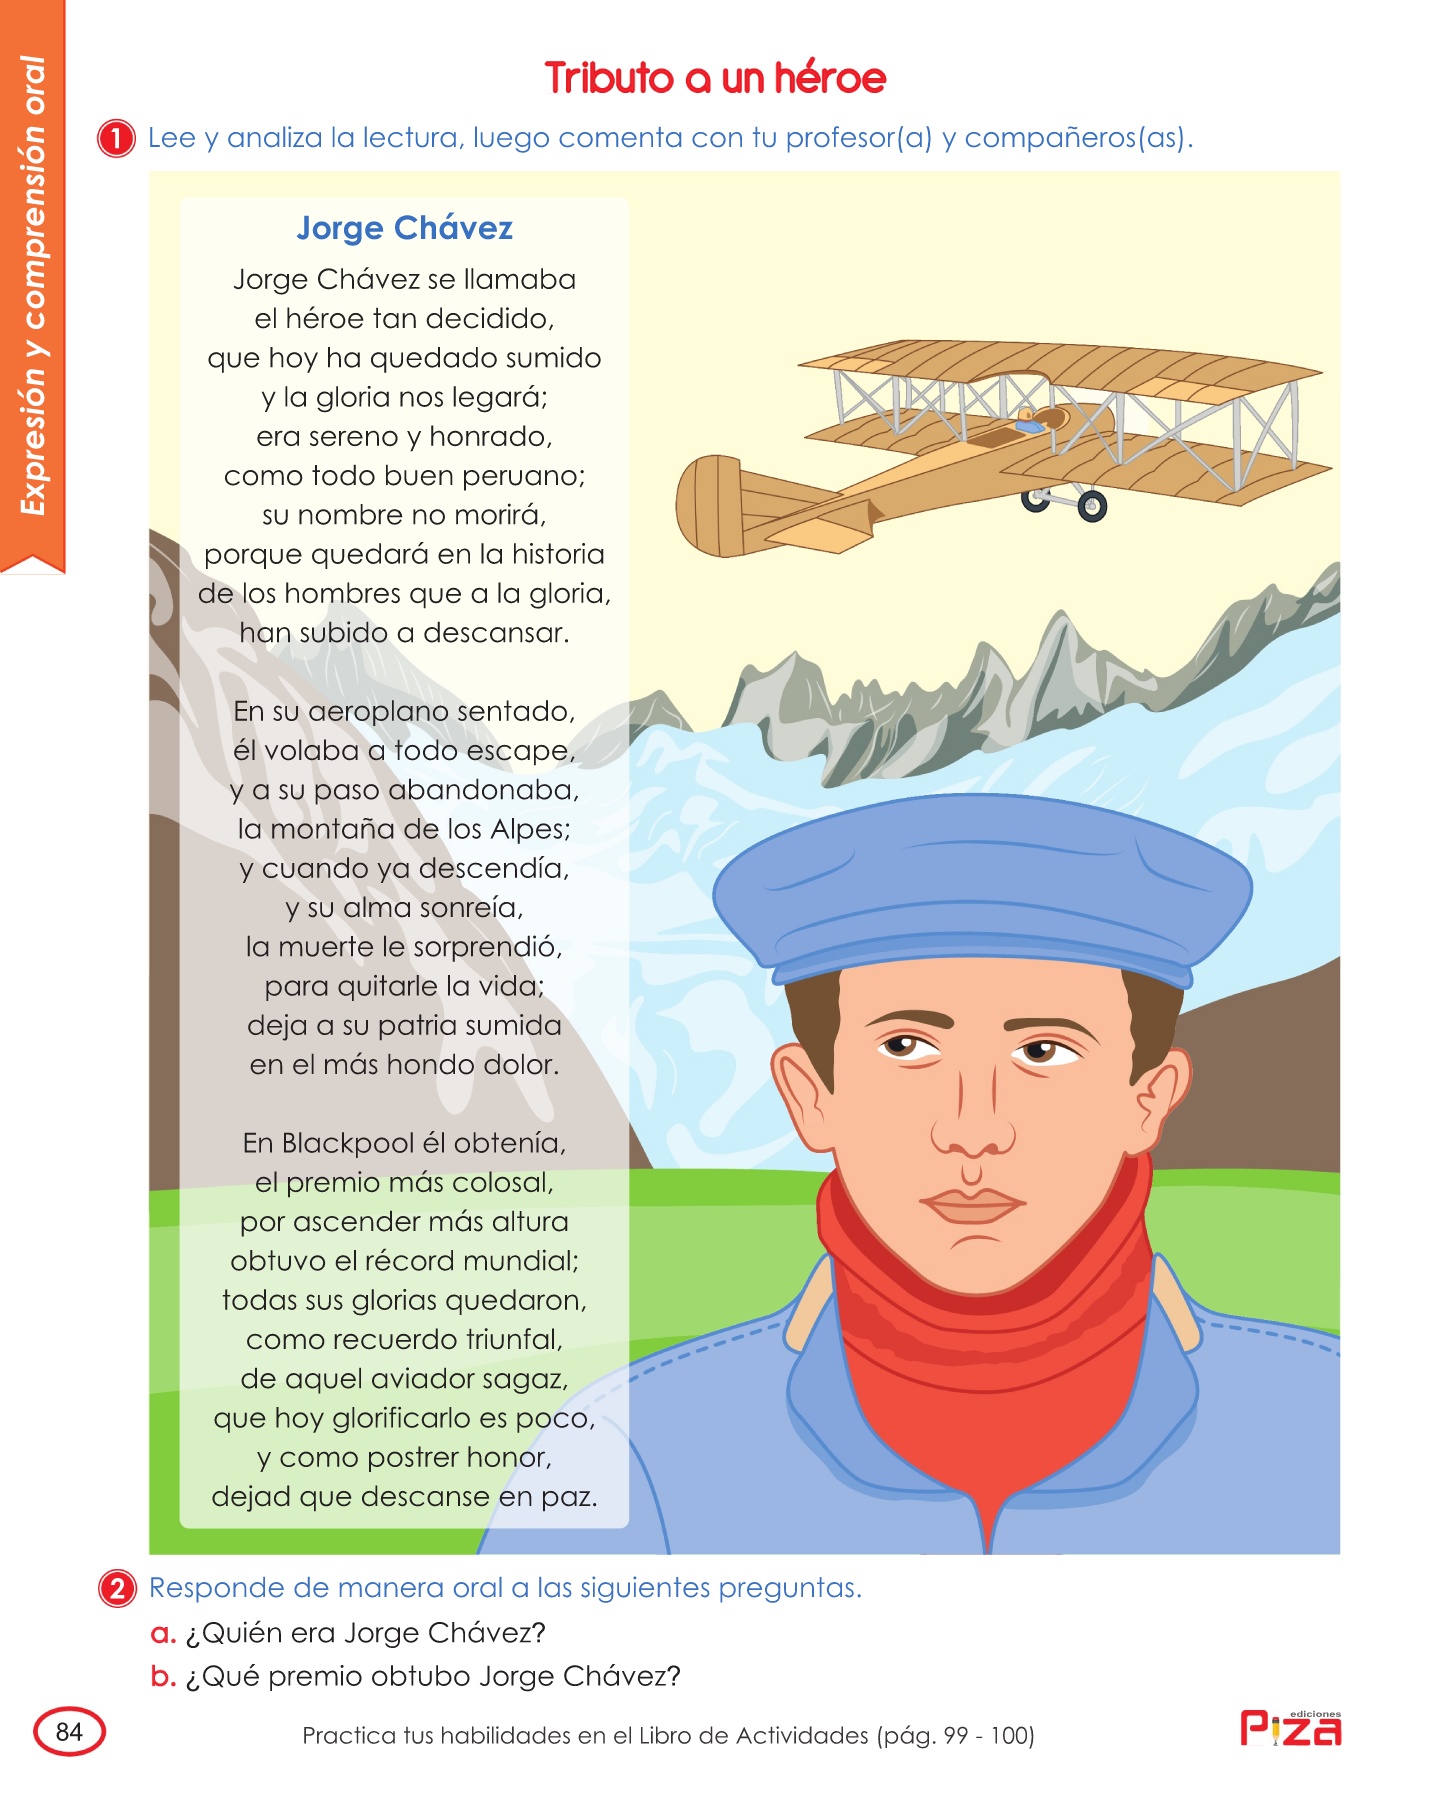 Expresión y comprensión oral
Tributo a un héroe
1 Lee y analiza la lectura, luego comenta con tu profesor(a) y compañeros(as).
Jorge Chávez
Jorge Chávez se llamaba
el héroe tan decidido,
que hoy ha quedado sumido
y la gloria nos legará;
era sereno y honrado,
como todo buen peruano;
su nombre no morirá,
porque quedará en la historia
de los hombres que a la gloria,
han subido a descansar.
En su aeroplano sentado,
él volaba a todo escape,
y a su paso abandonaba,
la montaña de los Alpes;
y cuando ya descendía,
y su alma sonreía,
la muerte le sorprendió,
para quitarle la vida;
deja a su patria sumida
en el más hondo dolor.
En Blackpool él obtenía,
el premio más colosal,
por ascender más altura
obtuvo el récord mundial;
todas sus glorias quedaron,
como recuerdo triunfal,
de aquel aviador sagaz,
que hoy glorificarlo es poco,
y como postrer honor,
dejad que descanse en paz.
2 Responde de manera oral a las siguientes preguntas.
a. ¿Quién era Jorge Chávez?
b. ¿Qué premio obtubo Jorge Chávez?
84
Practica tus habilidades en el Libro de Actividades (pág. 99 - 100)
ediciones
PIZA